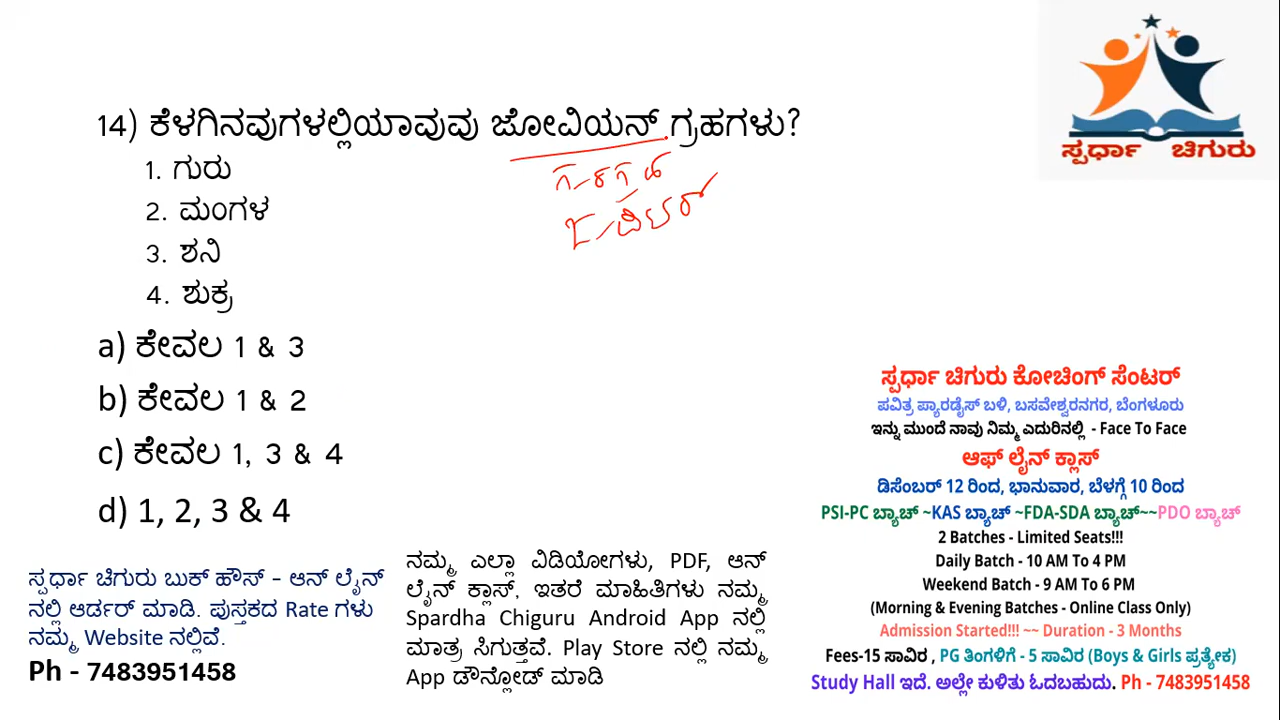 14) ಕೆಳಗಿನವುಗಳಲ್ಲಿಯಾವುವು ಜೋವಿಯನ್ ಗ್ರಹಗಳು?
1. ಗುರು
2. ಮಂಗಳ
3. ಶನಿ
4. ಶುಕ್ರ
a) ಕೇವಲ 1 & 3
b) ಕೇವಲ 1 & 2
c) ಕೇವಲ 1, 3 & 4
d) 1, 2, 3 & 4
ಸ್ಪರ್ಧಾ ಚಿಗುರು ಬುಕ್ ಹೌಸ್ - ಆನ್ ಲೈನ್
ನಲ್ಲಿ ಆರ್ಡರ್ ಮಾಡಿ. ಪುಸ್ತಕದ Rate ಗಳು
ನಮ್ಮ Website ನಲ್ಲಿವೆ.
Ph - 7483951458
ನಮ್ಮ ಎಲ್ಲಾ ವಿಡಿಯೋಗಳು, PDF, ಆನ್
ಲೈನ್ ಕ್ಲಾಸ್, ಇತರೆ ಮಾಹಿತಿಗಳು ನಮ್ಮ
Spardha Chiguru Android App ನಲ್ಲಿ
ಮಾತ್ರ ಸಿಗುತ್ತವೆ. Play Store ನಲ್ಲಿ ನಮ್ಮ
App ಡೌನ್ಲೋಡ್ ಮಾಡಿ
ಸ್ಪರ್ಧಾ ಚಿಗುರು
ಸ್ಪರ್ಧಾ ಚಿಗುರು ಕೋಚಿಂಗ್ ಸೆಂಟರ್
ಪವಿತ್ರ ಪ್ಯಾರಡೈಸ್ ಬಳಿ, ಬಸವೇಶ್ವರನಗರ, ಬೆಂಗಳೂರು
ಇನ್ನು ಮುಂದೆ ನಾವು ನಿಮ್ಮ ಎದುರಿನಲ್ಲಿ - Face To Face
ಆಫ್ ಲೈನ್ ಕ್ಲಾಸ್
ಡಿಸೆಂಬರ್ 12 ರಿಂದ, ಭಾನುವಾರ, ಬೆಳಗ್ಗೆ 10 ರಿಂದ
PSI-PC ಬ್ಯಾಚ್ ~KAS ಬ್ಯಾಚ್ ~FDA-SDA ಬ್ಯಾಚ್~~PDO ಬ್ಯಾಚ್
2 Batches - Limited Seats!!!
Daily Batch - 10 AM To 4 PM
Weekend Batch - 9 AM To 6 PM
(Morning & Evening Batches - Online Class Only)
Admission Started!!! ~~ Duration - 3 Months
Fees-15 ಸಾವಿರ , PG ತಿಂಗಳಿಗೆ - 5 ಸಾವಿರ (Boys & Girls ಪ್ರತ್ಯೇಕ)
Study Hall ಇದೆ. ಅಲ್ಲೇ ಕುಳಿತು ಓದಬಹುದು. Ph - 7483951458